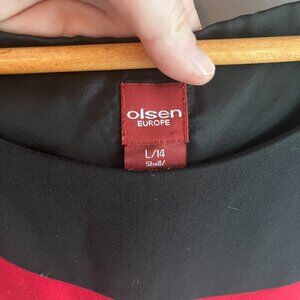 olsen
EUROPE
L/14
Shell/